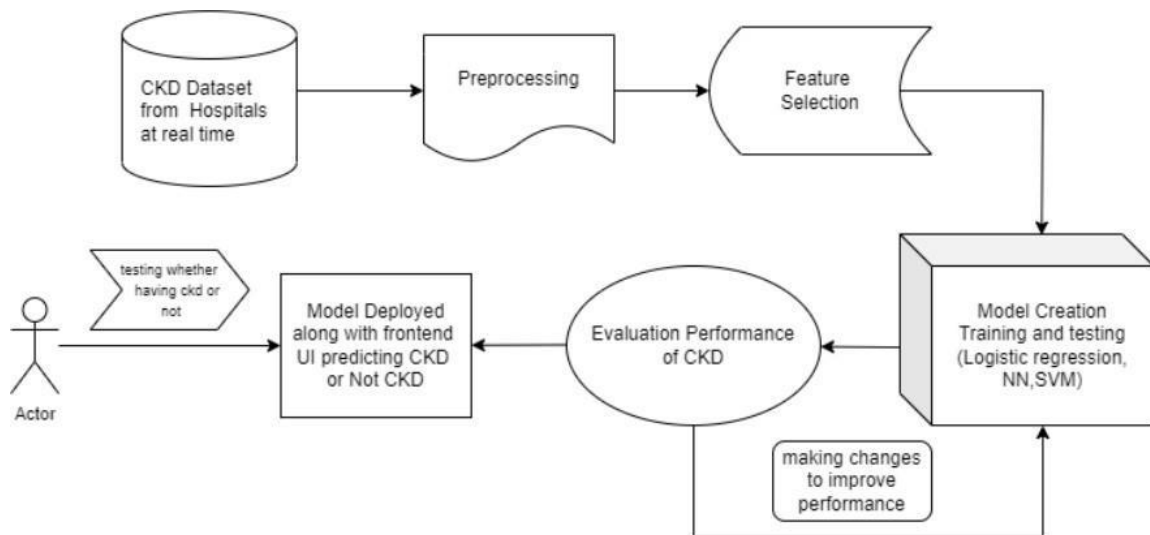 CKD Dataset
from Hospitals
at real time
Preprocessing
Feature
Selection
testing whether
having ckd or
not
Actor
Model Deployed
along with frontend
UI predicting CKD
or Not CKD
Evaluation Performance
of CKD
Model Creation
Training and testing
(Logistic regression,
NN,SVM)
making changes
to improve
performance